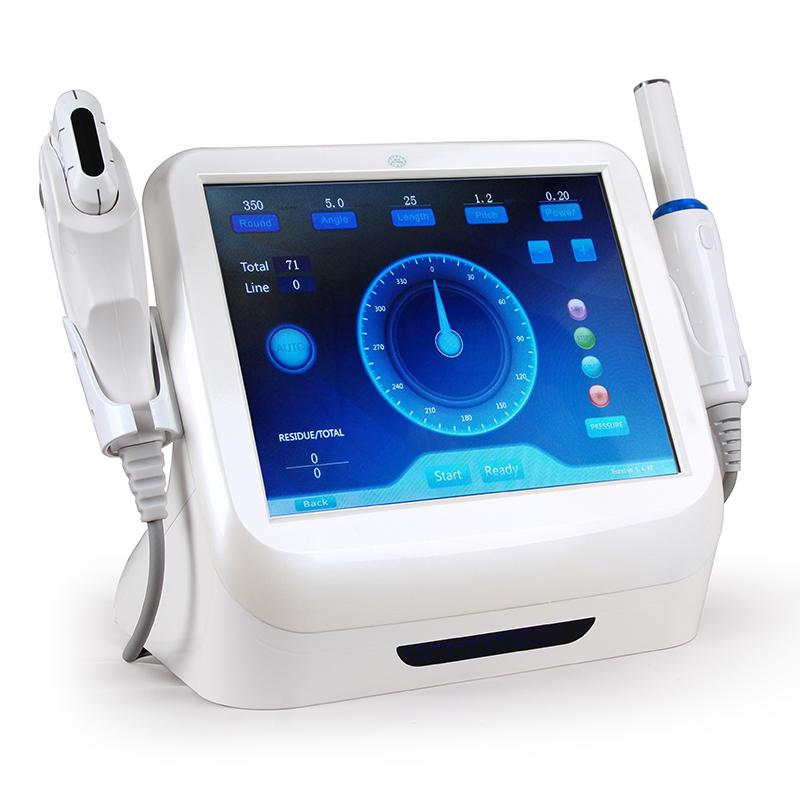 350 5.0 25 1.2 0.20
Round Angle Length Pitch Power
- +
Total 71
Line 0
AUTO
0
30
60
90
120
150
180
210
240
270
300
330
PRESSURE
RESIDUE/TOTAL
0
0
Start Ready
Back